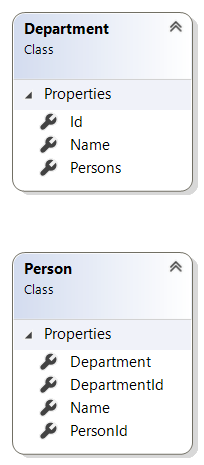 Department
Class
Properties
Id
Name
Persons
Person
Class
Properties
Department
DepartmentId
Name
PersonId